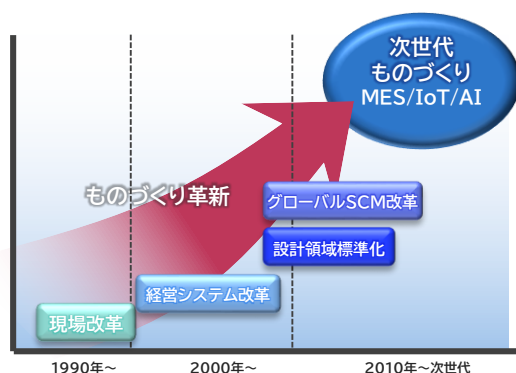 次世代
ものづくり
MES/IoT/AI
ものづくり革新
グローバルSCM改革
設計領域標準化
経営システム改革
現場改革
1990年～
2000年～
2010年～次世代